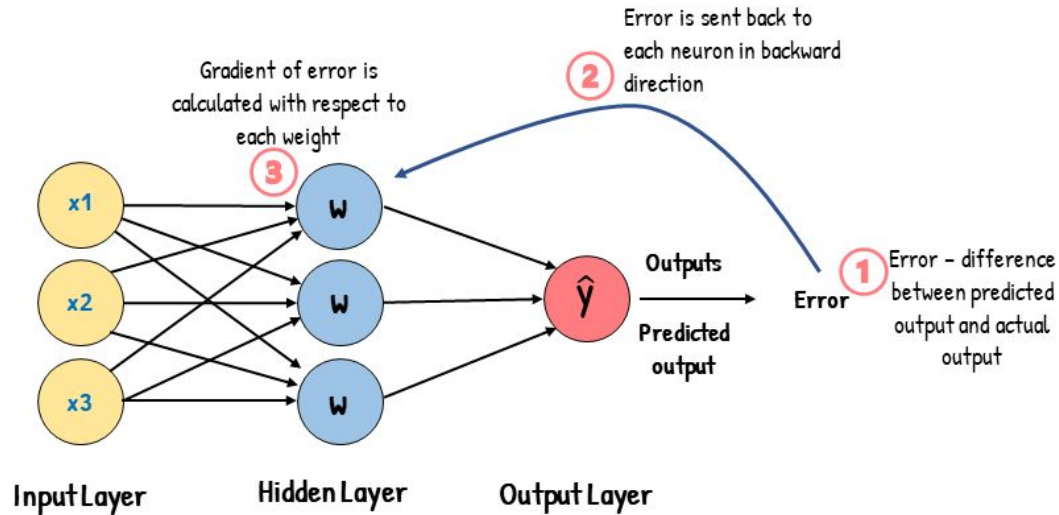 Error is sent back to
each neuron in backward
direction
2
Gradient of error is
calculated with respect to
each weight
3
x1
w
x2
w
x3
w
ŷ
Outputs
Predicted
output
Error
1
Error - difference
between predicted
output and actual
output
Input Layer
Hidden Layer
Output Layer